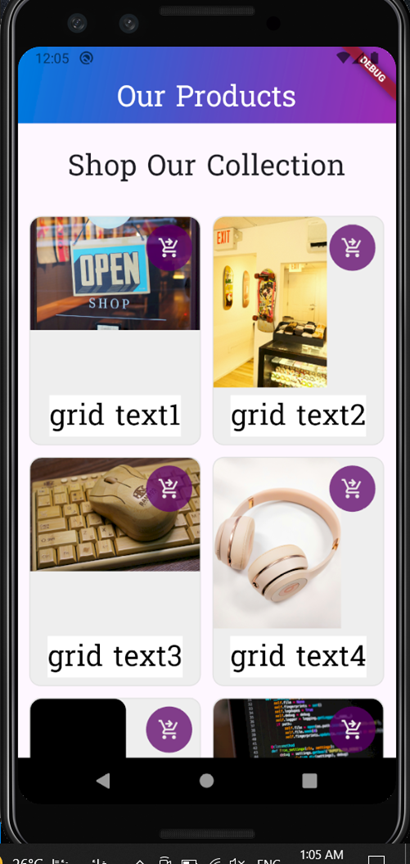 12:05
DEBUG
Our Products
Shop Our Collection
EXIT
OPEN
SHOP
grid text1
grid text2
grid text3
grid text4
1:05 AM
26°C
ENG